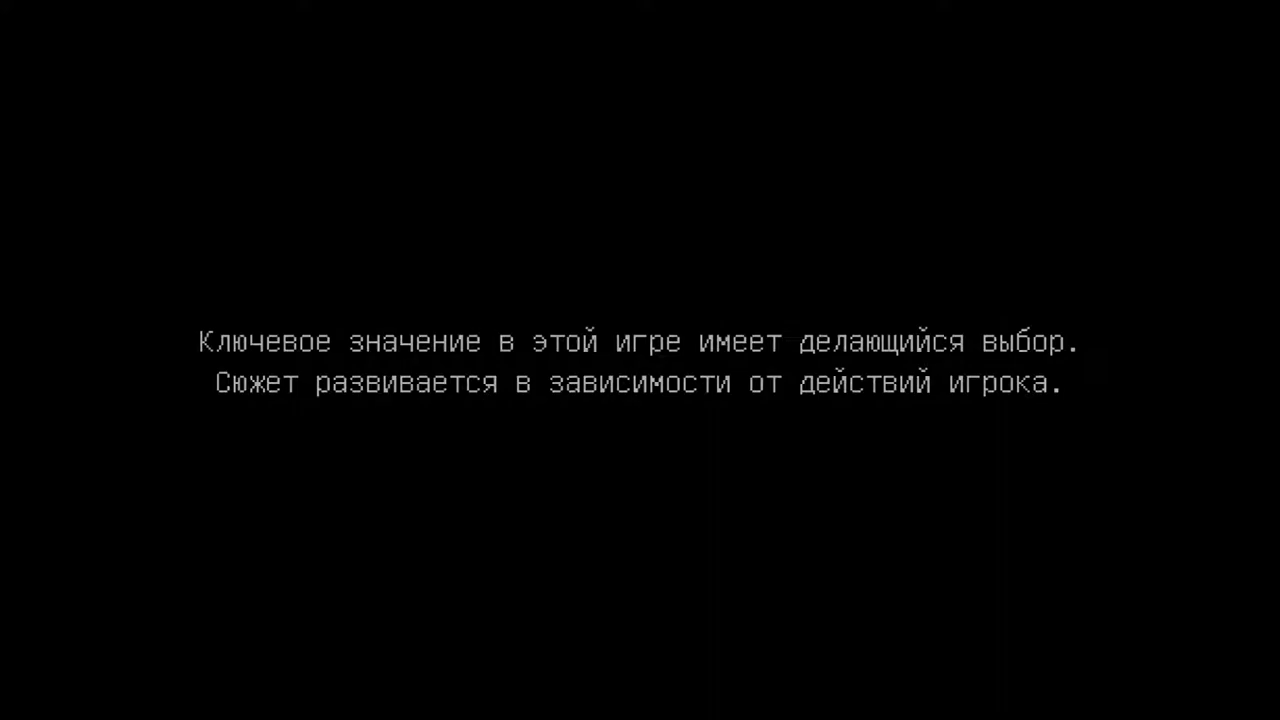 Ключевое значение в этой игре имеет делающийся выбор.
Сюжет развивается в зависимости от действий игрока.